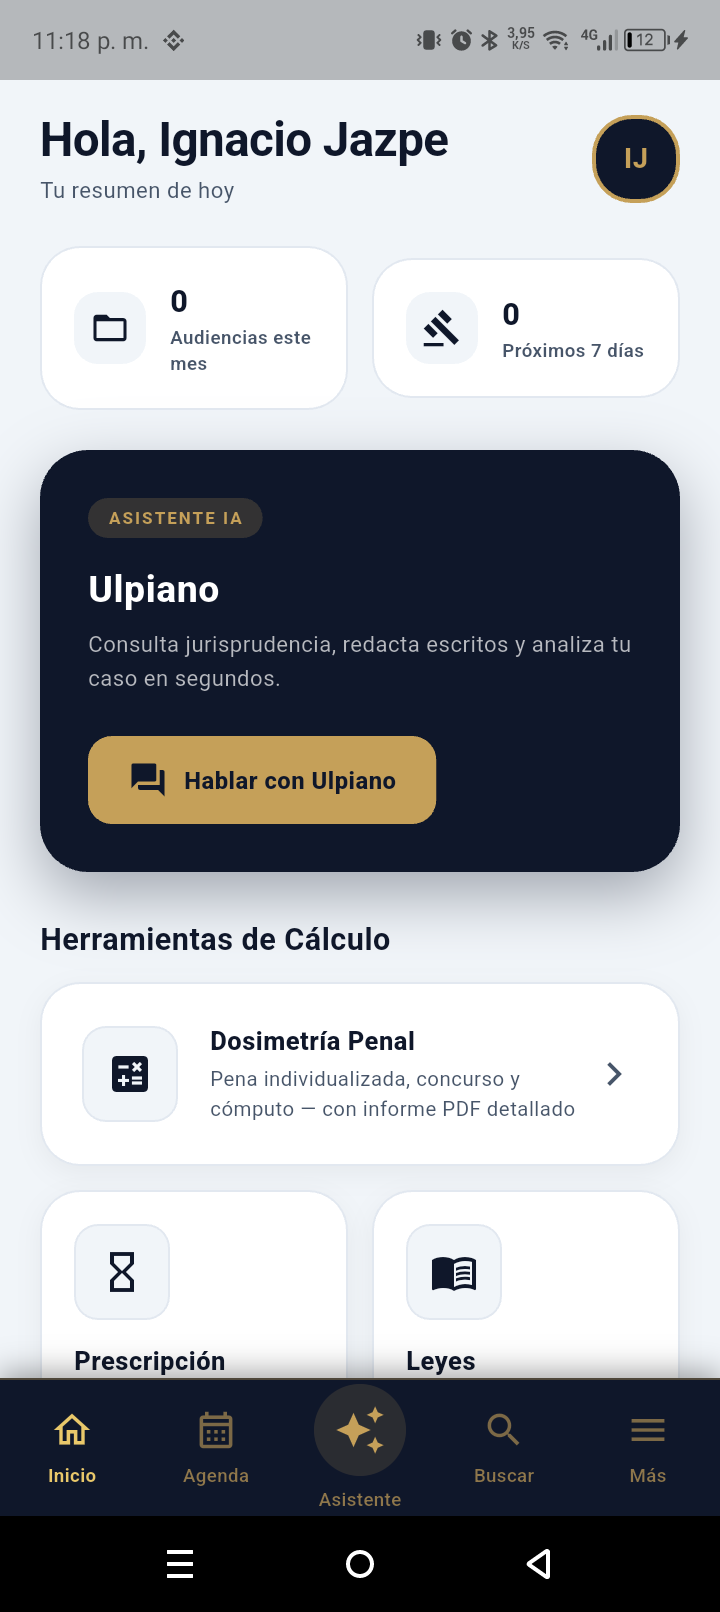 11:18 p. m.
3,95
K/S
4G
12
Hola, Ignacio Jazpe
IJ
Tu resumen de hoy
0
Audiencias este
mes
0
Próximos 7 días
ASISTENTE IA
Ulpiano
Consulta jurisprudencia, redacta escritos y analiza tu
caso en segundos.
Hablar con Ulpiano
Herramientas de Cálculo
Dosimetría Penal
Pena individualizada, concurso y
cómputo — con informe PDF detallado
Prescripción
Leyes
Inicio
Agenda
Asistente
Buscar
Más